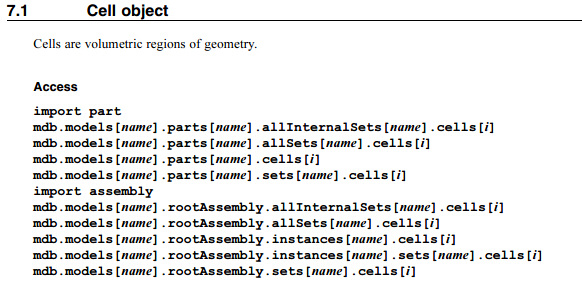 7.1 Cell object
Cells are volumetric regions of geometry.
Access
import part
mdb.models[name].parts[name].allInternalSets[name].cells[i]
mdb.models[name].parts[name].allSets[name].cells[i]
mdb.models[name].parts[name].cells[i]
mdb.models[name].parts[name].sets[name].cells[i]
import assembly
mdb.models[name].rootAssembly.allInternalSets[name].cells[i]
mdb.models[name].rootAssembly.allSets[name].cells[i]
mdb.models[name].rootAssembly.instances[name].cells[i]
mdb.models[name].rootAssembly.instances[name].sets[name].cells[i]
mdb.models[name].rootAssembly.sets[name].cells[i]